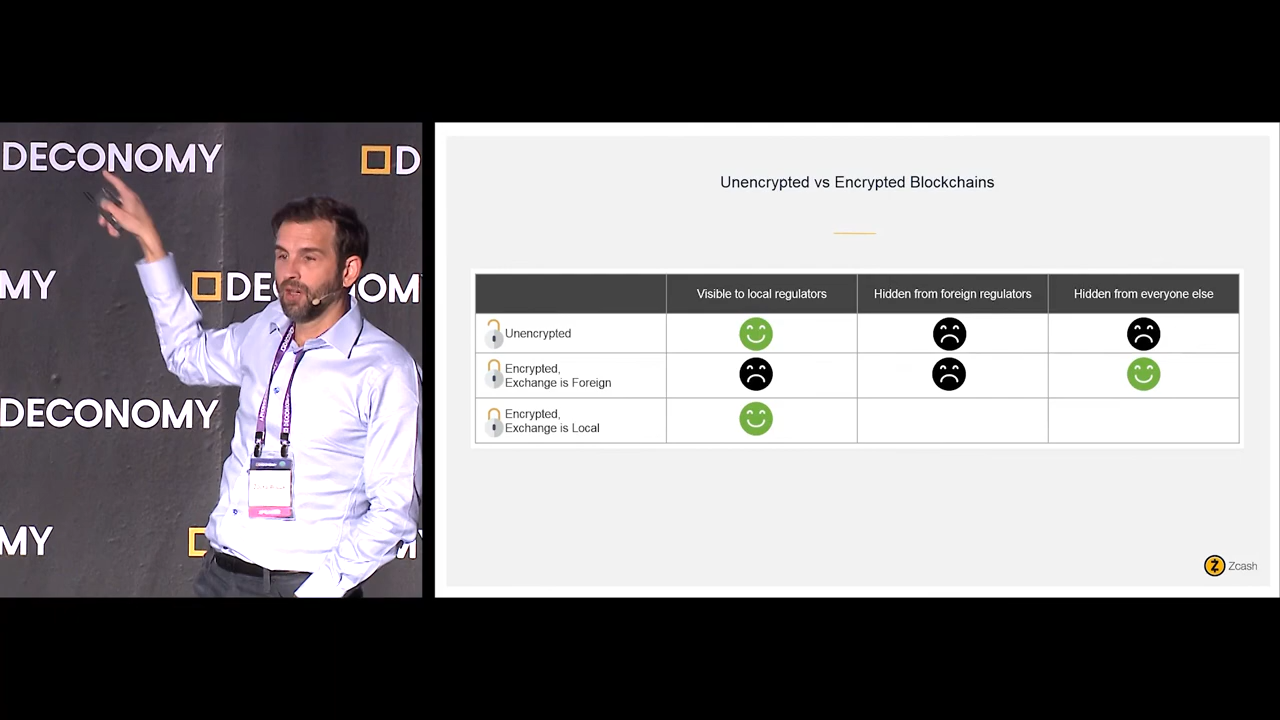 DECONOMY
D
MY
DECONOMY
DECONOMY
MY
Unencrypted vs Encrypted Blockchains
Visible to local regulators
Hidden from foreign regulators
Hidden from everyone else
Unencrypted
Encrypted,
Exchange is Foreign
Encrypted,
Exchange is Local
Zcash